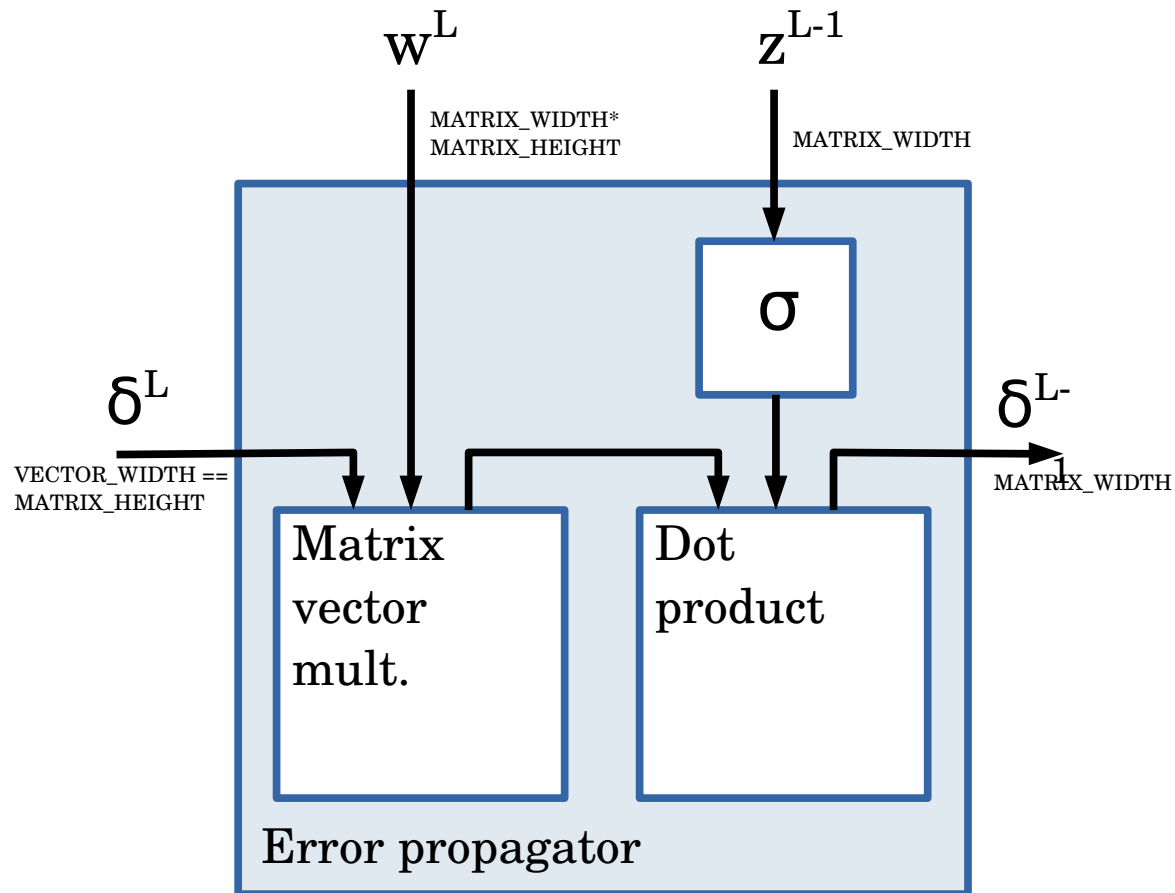 w^L
z^L-1
MATRIX_WIDTH*
MATRIX_HEIGHT
MATRIX_WIDTH
σ
δ^L
δ^L-
1
VECTOR_WIDTH ==
MATRIX_HEIGHT
MATRIX_WIDTH
Matrix
vector
mult.
Dot
product
Error propagator